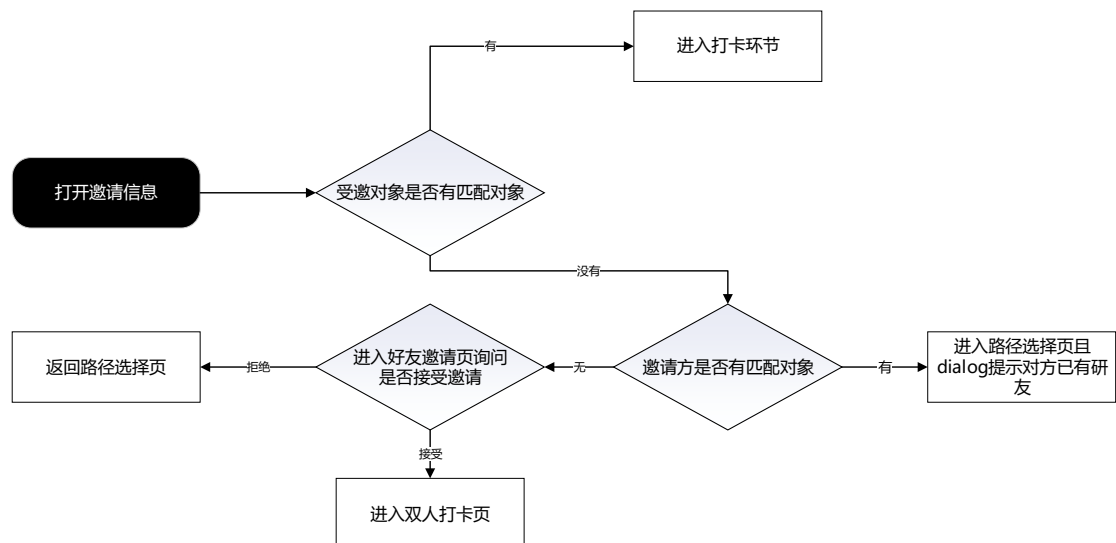 有
进入打卡环节
打开邀请信息
受邀对象是否有匹配对象
没有
返回路径选择页
拒绝
进入好友邀请页询问
是否接受邀请
无
邀请方是否有匹配对象
有
进入路径选择页且
dialog提示对方已有研
友
接受
进入双人打卡页